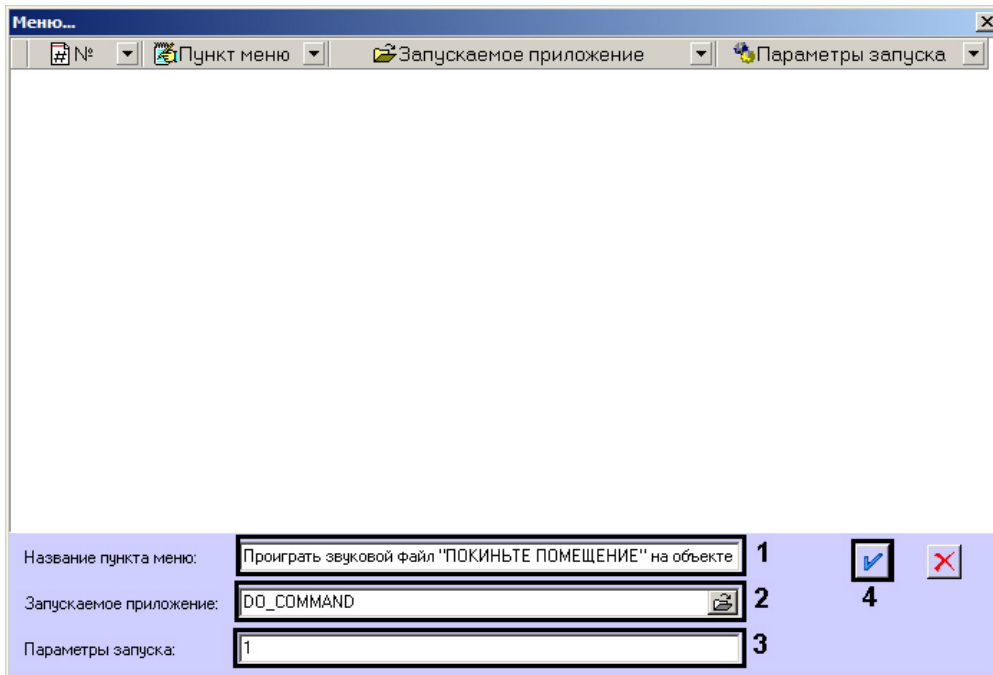 Меню...
№ Пункт меню Запускаемое приложение Параметры запуска
Название пункта меню: Проиграть звуковой файл "ПОКИНЬТЕ ПОМЕЩЕНИЕ" на объекте 1
4
Запускаемое приложение: DO_COMMAND 2
Параметры запуска: 1 3